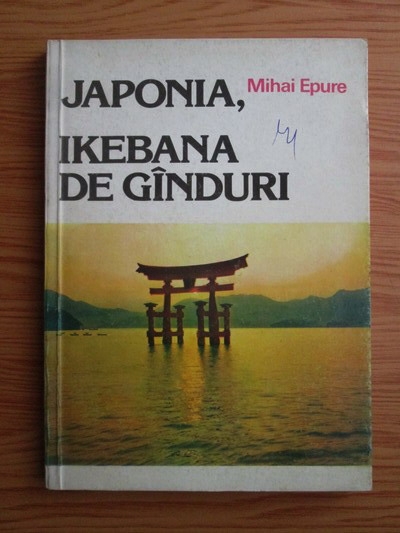 JAPONIA,
Mihai Epure
IKEBANA
DE GÎNDURI